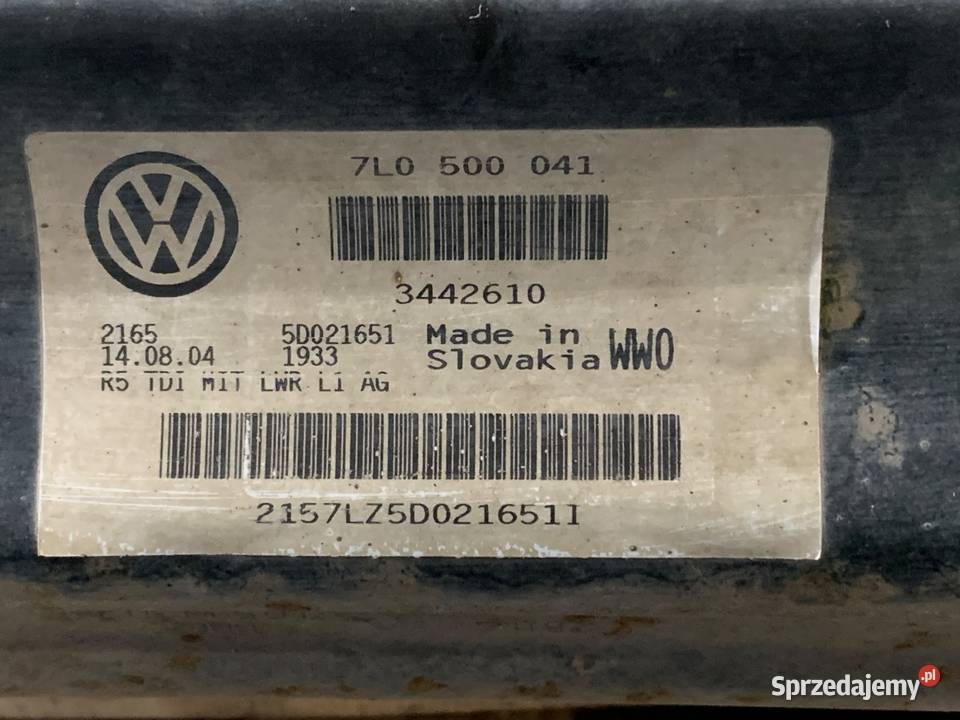 7L0 500 041
3442610
2165 5D021651 Made in
14.08.04 1933 Slovakia WWO
R5 TDI MIT LWR L1 AG
2157LZ5D021651I
Sprzedajemy.pl